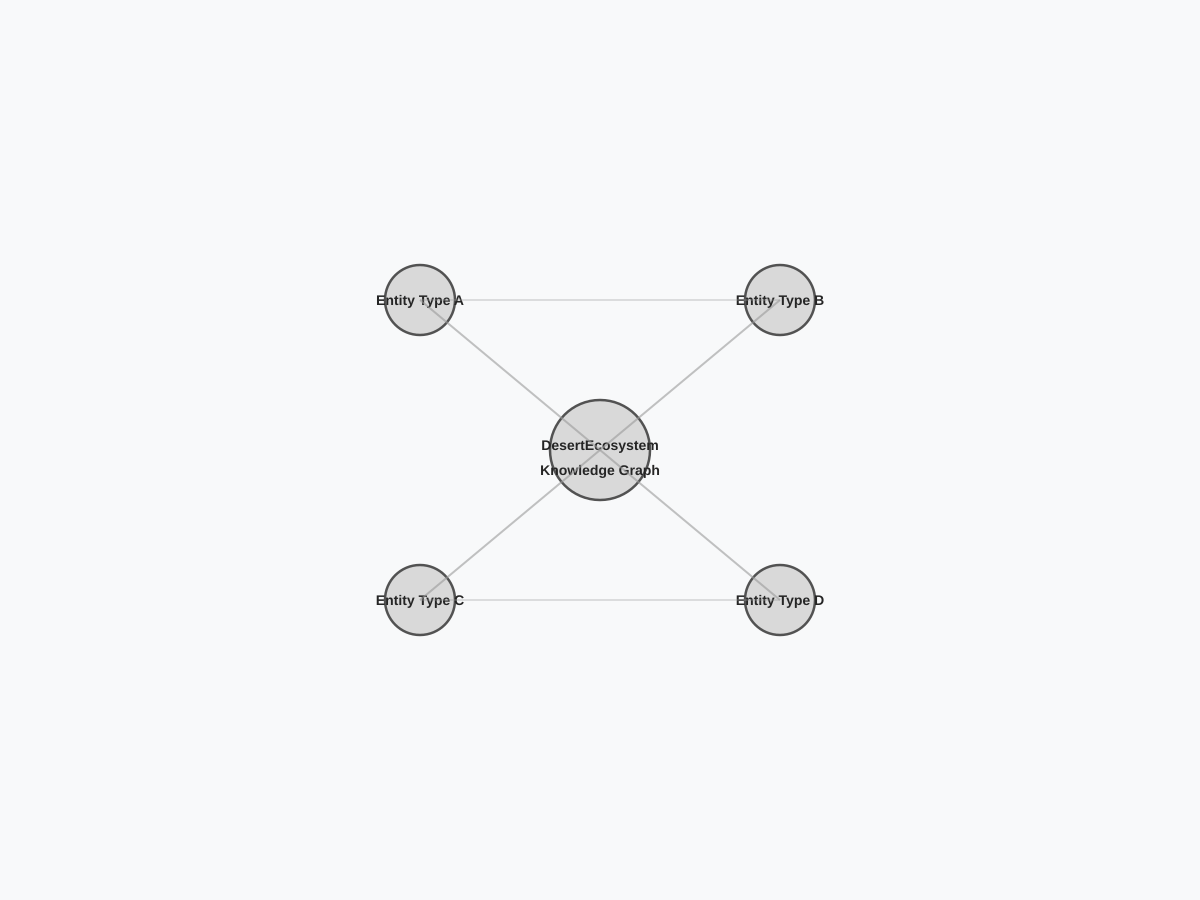 Entity Type A
Entity Type B
DesertEcosystem
Knowledge Graph
Entity Type C
Entity Type D